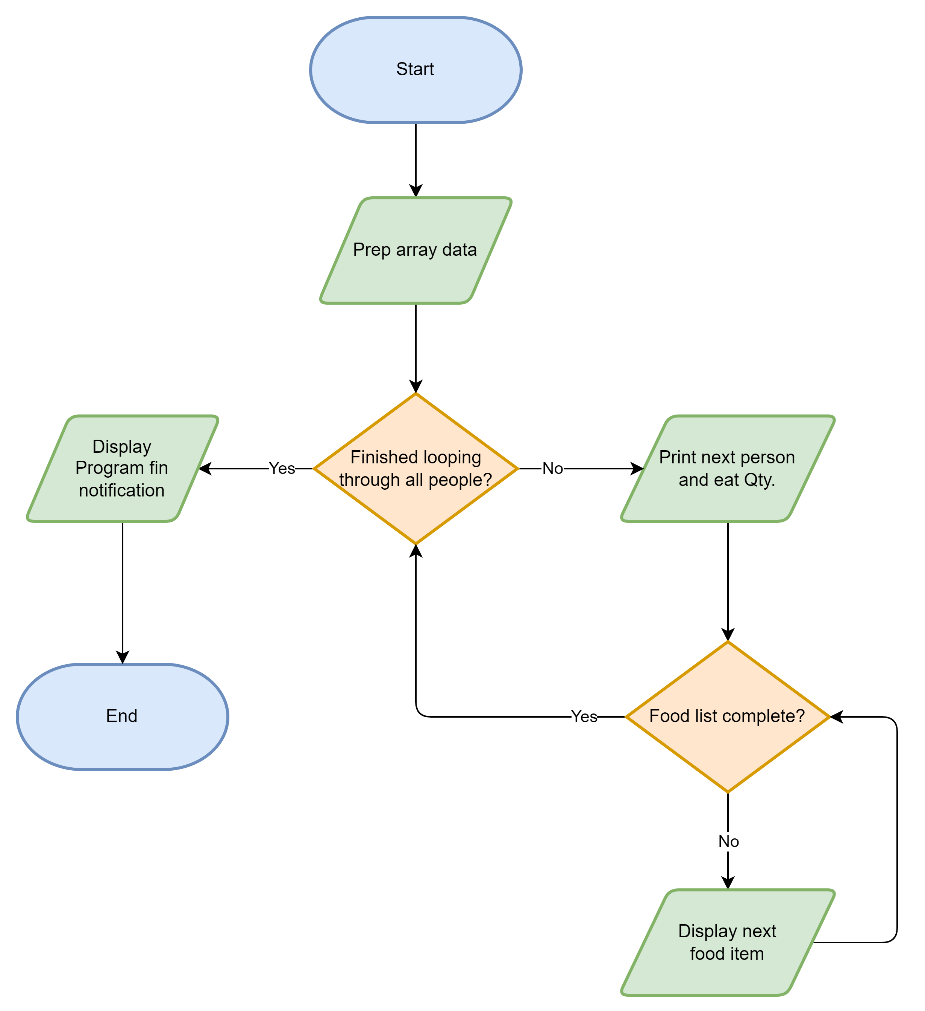 Start
Prep array data
Display
Program fin
notification
Yes
Finished looping
through all people?
No
Print next person
and eat Qty.
End
Yes
Food list complete?
No
Display next
food item